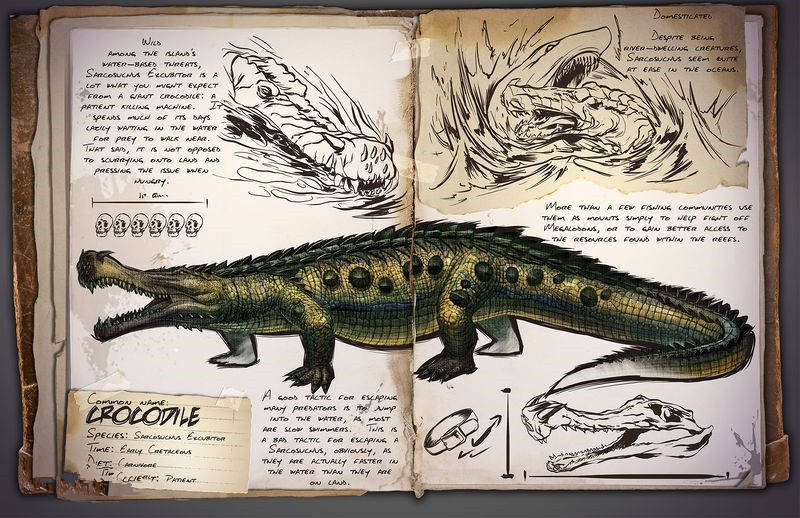 Wild
Among the island's
water-based threats,
Sarcosuchus Excubitor is a
lot what you might expect
from a giant crocodile: a
patient killing machine. It
spends much of its days
lazily waiting in the water
for prey to walk near.
That said, it is not opposed
to scurrying onto land and
pressing the issue when
hungry.
Domesticated
Despite being
river-dwelling creatures,
Sarcosuchus seem quite
at ease in the oceans.
More than a few fishing communities use
them as mounts simply to help fight off
Megalodons, or to gain better access to
the resources found within the reefs.
Common name:
CROCODILE
Species: Sarcosuchus Excubitor
Time: Early Cretaceous
Diet: Carnivore
Patient
A good tactic for escaping
many predators is to jump
into the water, as most
are slow swimmers. This is
a bad tactic for escaping a
Sarcosuchus, obviously, as
they are actually faster in
the water than they are
on land.